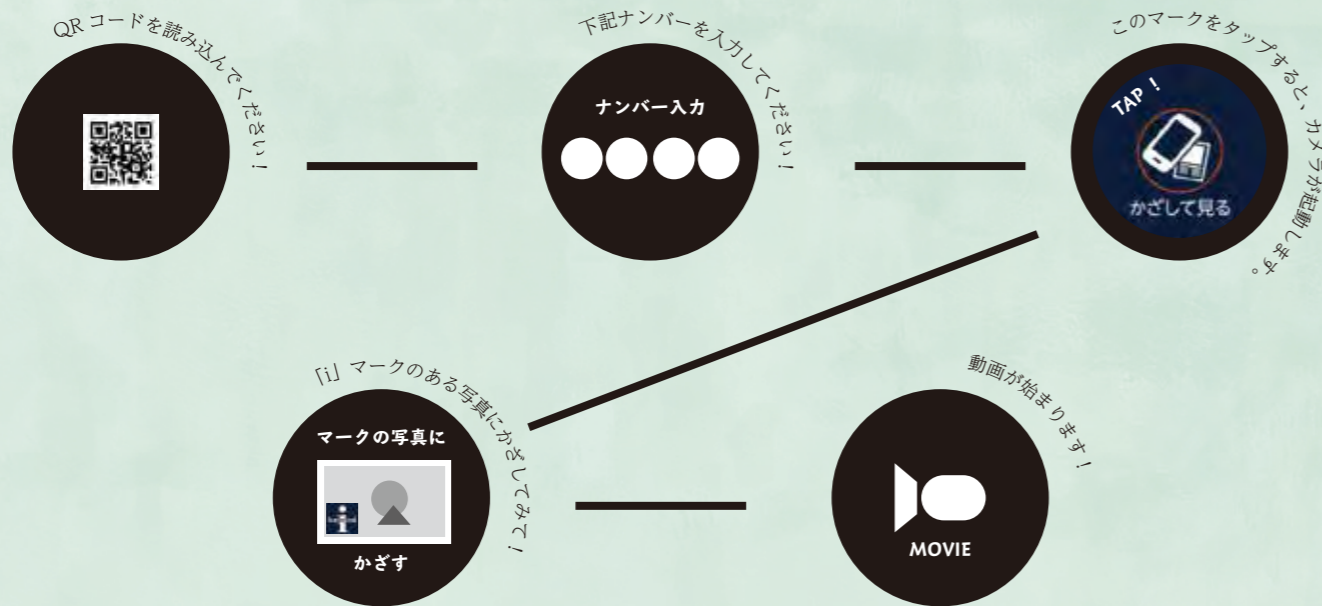 QR コードを読み込んでください！
下記ナンバーを入力してください！
ナンバー入力
このマークをタップすると、カメラが起動します。
TAP！
かざして見る
「i」マークのある写真にかざしてみて！
マークの写真に
i
かざす
動画が始まります！
MOVIE